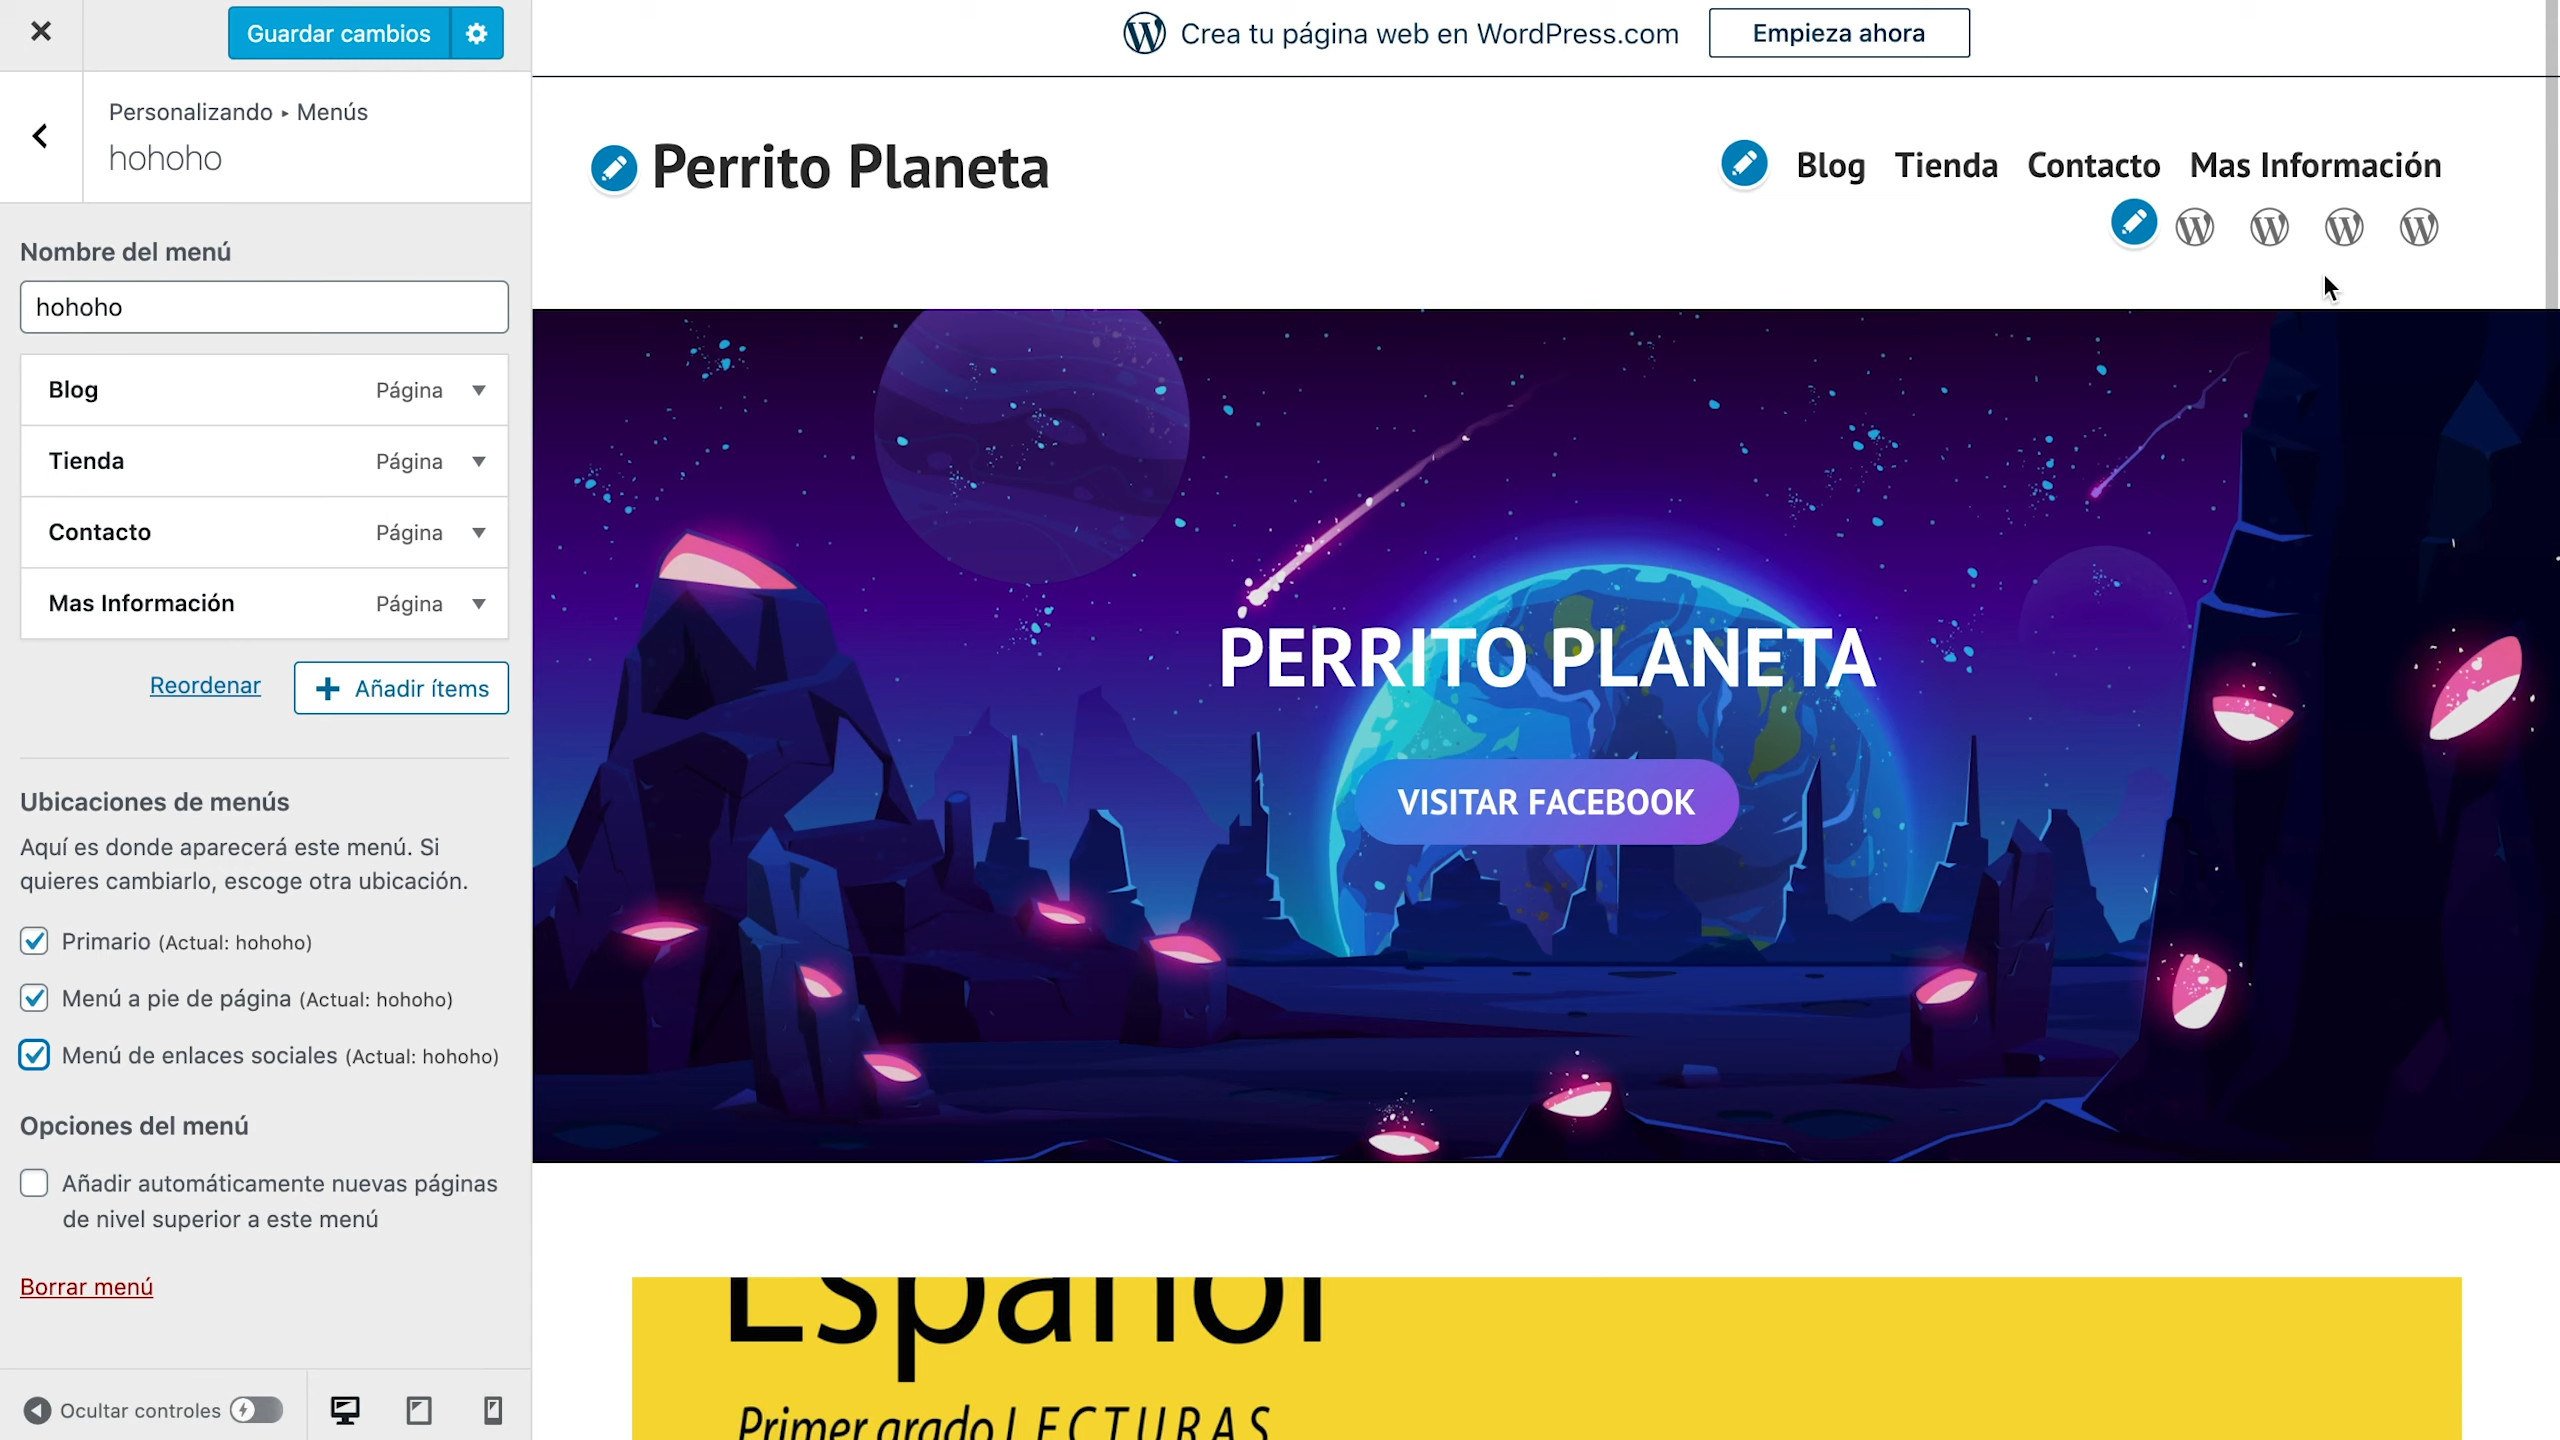 Guardar cambios
Personalizando ▸ Menús
hohoho
Nombre del menú
hohoho
Blog Página
Tienda Página
Contacto Página
Mas Información Página
Reordenar
Añadir ítems
Ubicaciones de menús
Aquí es donde aparecerá este menú. Si
quieres cambiarlo, escoge otra ubicación.
Primario (Actual: hohoho)
Menú a pie de página (Actual: hohoho)
Menú de enlaces sociales (Actual: hohoho)
Opciones del menú
Añadir automáticamente nuevas páginas
de nivel superior a este menú
Borrar menú
Ocultar controles
Crea tu página web en WordPress.com
Empieza ahora
Perrito Planeta
Blog Tienda Contacto Mas Información
PERRITO PLANETA
VISITAR FACEBOOK
Español
Primer grado LECTURAS